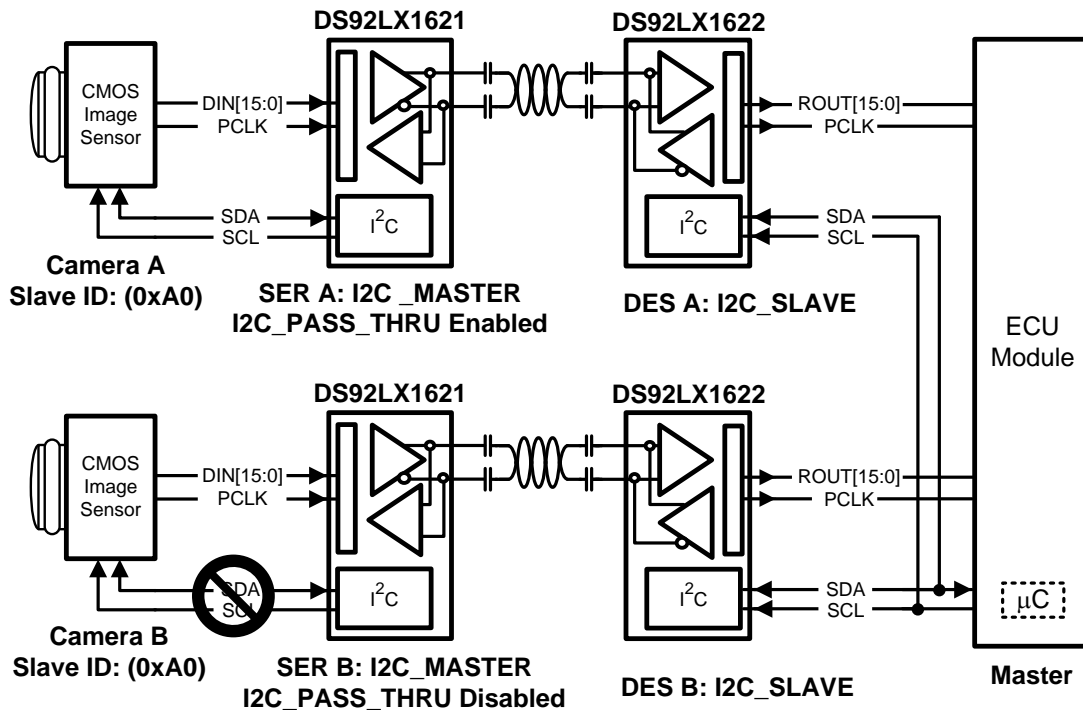 DS92LX1621
DS92LX1622
CMOS
Image
Sensor
DIN[15:0]
PCLK
ROUT[15:0]
PCLK
SDA
SCL
I2C
I2C
SDA
SCL
Camera A
Slave ID: (0xA0)
SER A: I2C _MASTER
I2C_PASS_THRU Enabled
DES A: I2C_SLAVE
ECU
Module
DS92LX1621
DS92LX1622
CMOS
Image
Sensor
DIN[15:0]
PCLK
ROUT[15:0]
PCLK
SDA
SCL
I2C
I2C
SDA
SCL
µC
Camera B
Slave ID: (0xA0)
SER B: I2C_MASTER
I2C_PASS_THRU Disabled
DES B: I2C_SLAVE
Master